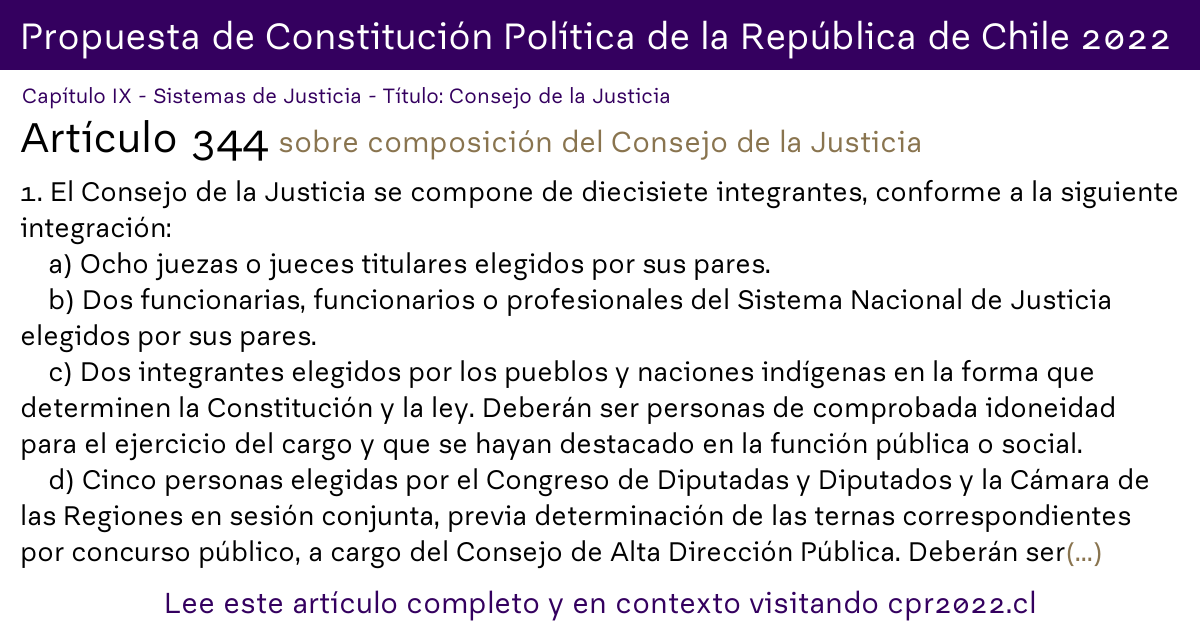 Propuesta de Constitución Política de la República de Chile 2022
Capítulo IX - Sistemas de Justicia - Título: Consejo de la Justicia
Artículo 344 sobre composición del Consejo de la Justicia
1. El Consejo de la Justicia se compone de diecisiete integrantes, conforme a la siguiente
integración:
a) Ocho juezas o jueces titulares elegidos por sus pares.
b) Dos funcionarias, funcionarios o profesionales del Sistema Nacional de Justicia
elegidos por sus pares.
c) Dos integrantes elegidos por los pueblos y naciones indígenas en la forma que
determinen la Constitución y la ley. Deberán ser personas de comprobada idoneidad
para el ejercicio del cargo y que se hayan destacado en la función pública o social.
d) Cinco personas elegidas por el Congreso de Diputadas y Diputados y la Cámara de
las Regiones en sesión conjunta, previa determinación de las ternas correspondientes
por concurso público, a cargo del Consejo de Alta Dirección Pública. Deberán ser(...)
Lee este artículo completo y en contexto visitando cpr2022.cl